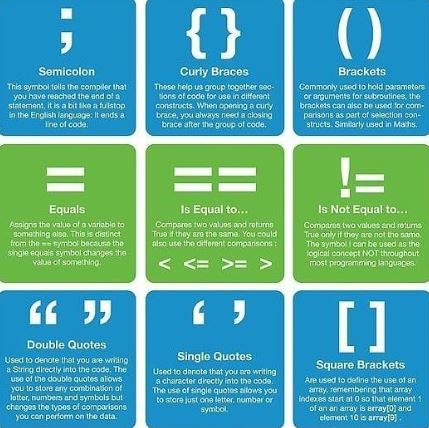 ;
Semicolon
This symbol tells the compiler that
you have reached the end of a
statement, it is a bit like a fullstop
in the English language: it ends a
line of code.
{ }
Curly Braces
These help us group together sec-
tions of code for use in different
constructs. When opening a curly
brace, you always need a closing
brace after the group of code.
( )
Brackets
Commonly used to hold parameters
or arguments for subroutines, the
brackets can also be used for com-
parisons as part of selection con-
structs. Similarly used in Maths.
=
Equals
Assigns the value of a variable to
something else. This is distinct
from the == symbol because the
single equals symbol changes the
value of something.
==
Is Equal to...
Compares two values and returns
True if they are the same. You could
also use the different comparisons :
< <= >= >
!=
Is Not Equal to...
Compares two values and returns
True only if they are not the same.
The symbol ! can be used as the
logical concept NOT throughout
most programming languages.
“ ”
Double Quotes
Used to denote that you are writing
a String directly into the code. The
use of the double quotes allows
you to store any combination of
letter, numbers and symbols but
changes the types of comparisons
you can perform on the data.
‘ ’
Single Quotes
Used to denote that you are writing
a character directly into the code.
The use of single quotes allows you
to store just one letter, number or
symbol.
[ ]
Square Brackets
Are used to define the use of an
array, remembering that array
indexes start at 0 so that element 1
of an array is array[0] and
element 10 is array[9] .